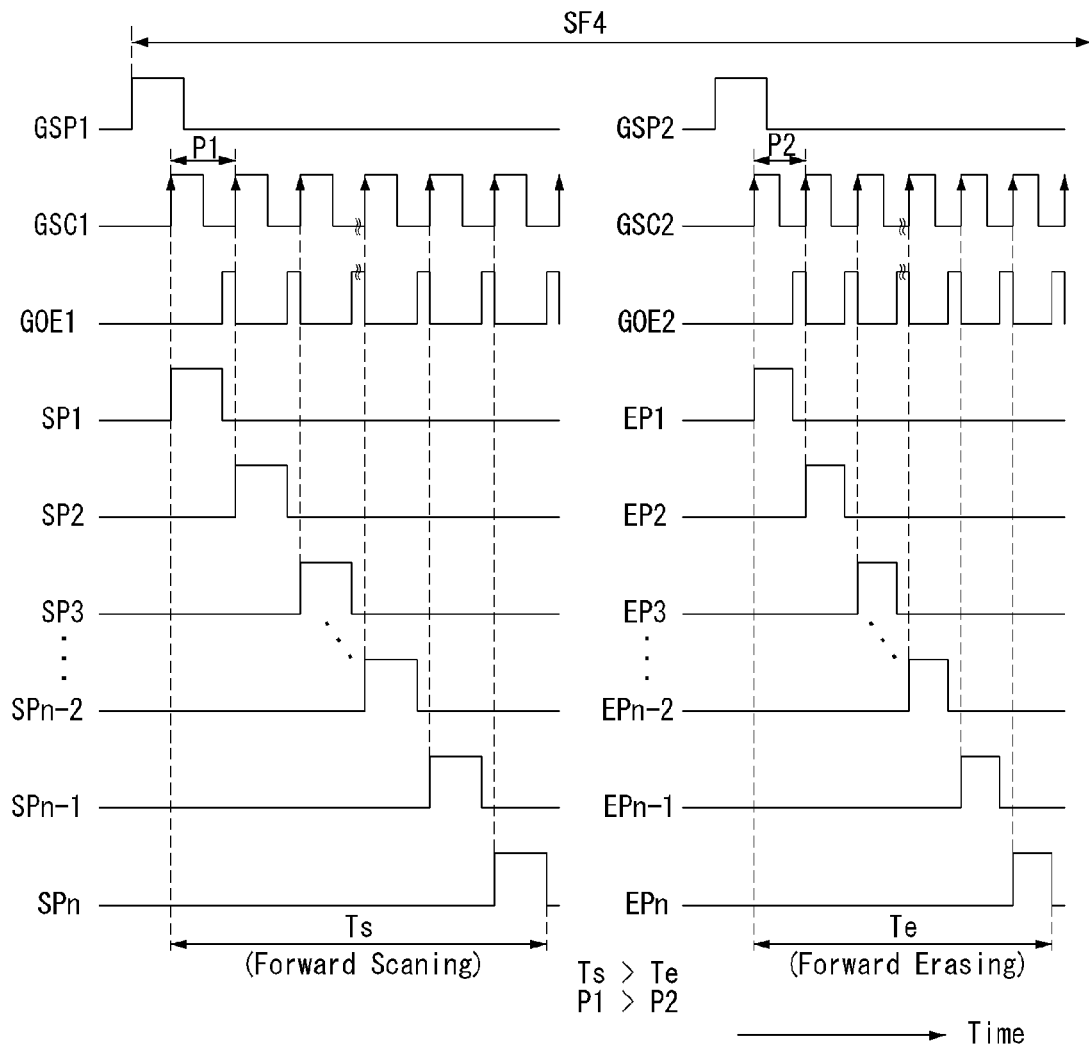 SF4
GSP1 GSP2
P1 P2
GSC1 GSC2
GOE1 GOE2
SP1 EP1
SP2 EP2
SP3 EP3
SPn-2 EPn-2
SPn-1 EPn-1
SPn EPn
Ts Te
(Forward Scaning) (Forward Erasing)
Ts > Te
P1 > P2
Time